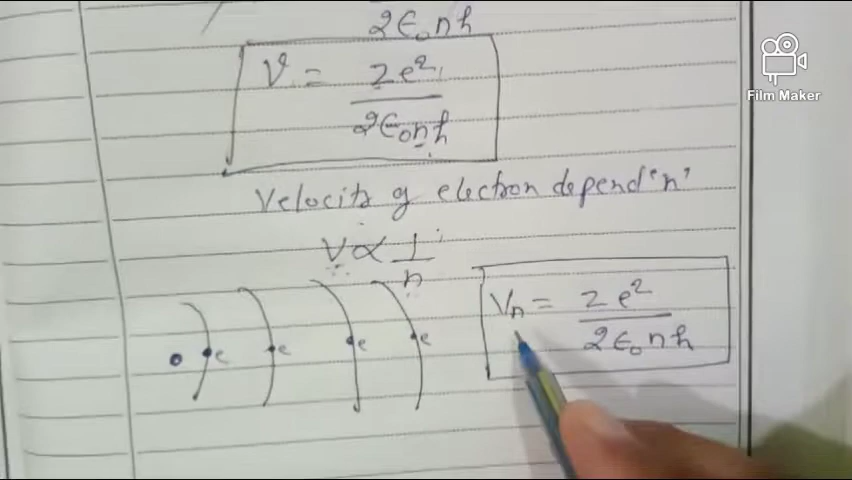 2ϵ₀nh
v = Ze²
2ϵ₀nh
Film Maker
Velocity of electron depend 'n'
V ∝ 1
n
Vₙ = Ze²
2ϵ₀nh
e e e e